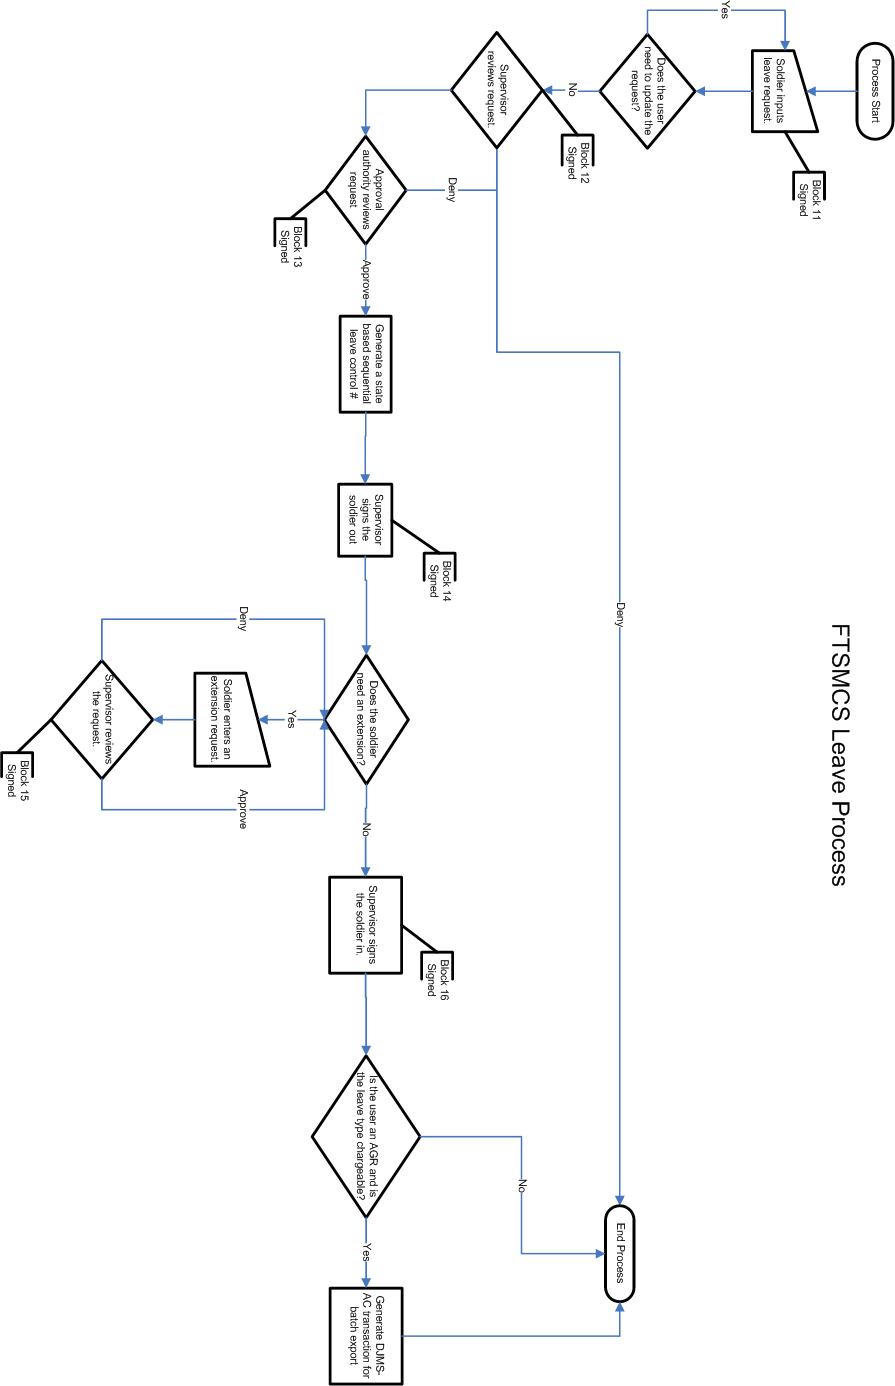 FTSMCS Leave Process
Process Start
Soldier inputs
leave request.
Block 11
Signed
Yes
Does the user
need to update the
request?
No
Block 12
Signed
Supervisor
reviews request.
Deny
Deny
Approval
authority reviews
request
Block 13
Signed
Approve
Generate a state
based sequential
leave control #
Supervisor
signs the
soldier out
Block 14
Signed
Does the soldier
need an extension?
Yes
Soldier enters an
extension request.
Supervisor reviews
the request.
Block 15
Signed
Deny
Approve
No
Supervisor signs
the soldier in.
Block 16
Signed
Is the user an AGR and is
the leave type chargeable?
No
Yes
Generate DJMS-
AC transaction for
batch export
End Process